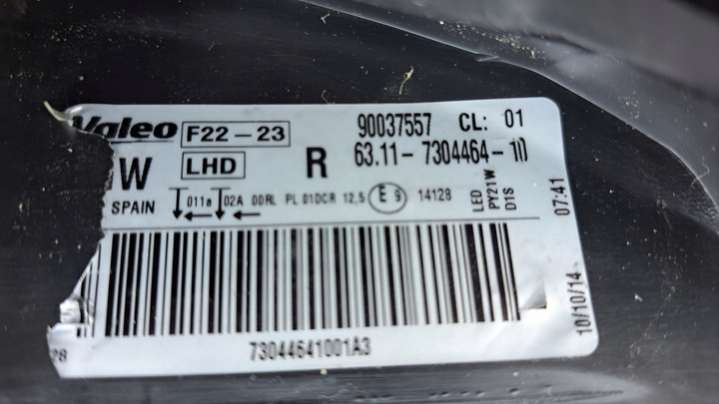 Valeo F22-23 90037557 CL: 01
W LHD R 63.11-7304464-10
SPAIN 011a 02A 00RL PL 01DCR 12,5 E 9 14128
LED
PY21W
D1S
07:41
10/10/14
73044641001A3